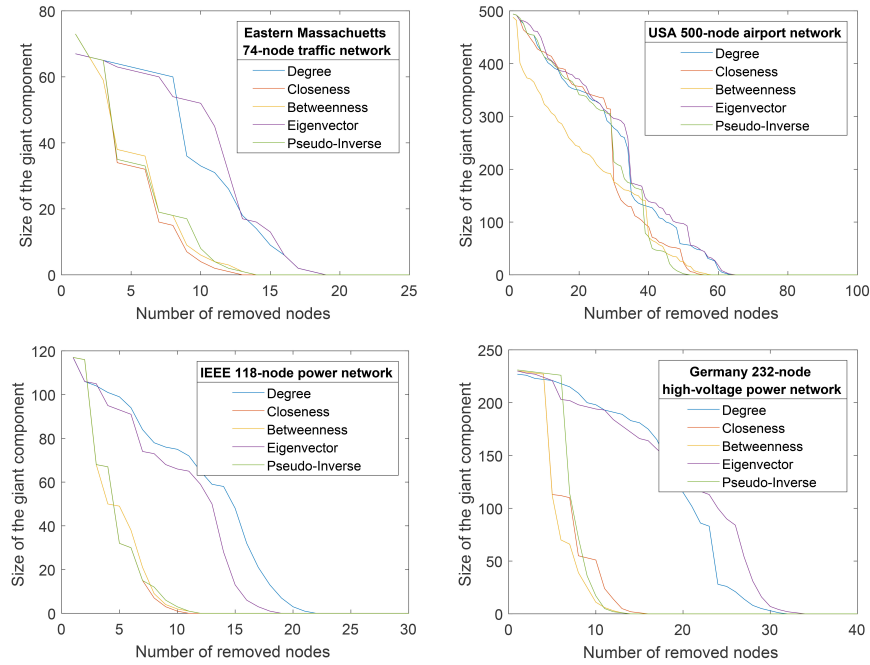 Eastern Massachuetts
74-node traffic network
Degree
Closeness
Betweenness
Eigenvector
Pseudo-Inverse
80
60
40
20
0
Size of the giant component
0
5
10
15
20
25
Number of removed nodes
USA 500-node airport network
Degree
Closeness
Betweenness
Eigenvector
Pseudo-Inverse
500
400
300
200
100
0
Size of the giant component
0
20
40
60
80
100
Number of removed nodes
IEEE 118-node power network
Degree
Closeness
Betweenness
Eigenvector
Pseudo-Inverse
120
100
80
60
40
20
0
Size of the giant component
0
5
10
15
20
25
30
Number of removed nodes
Germany 232-node
high-voltage power network
Degree
Closeness
Betweenness
Eigenvector
Pseudo-Inverse
250
200
150
100
50
0
Size of the giant component
0
10
20
30
40
Number of removed nodes